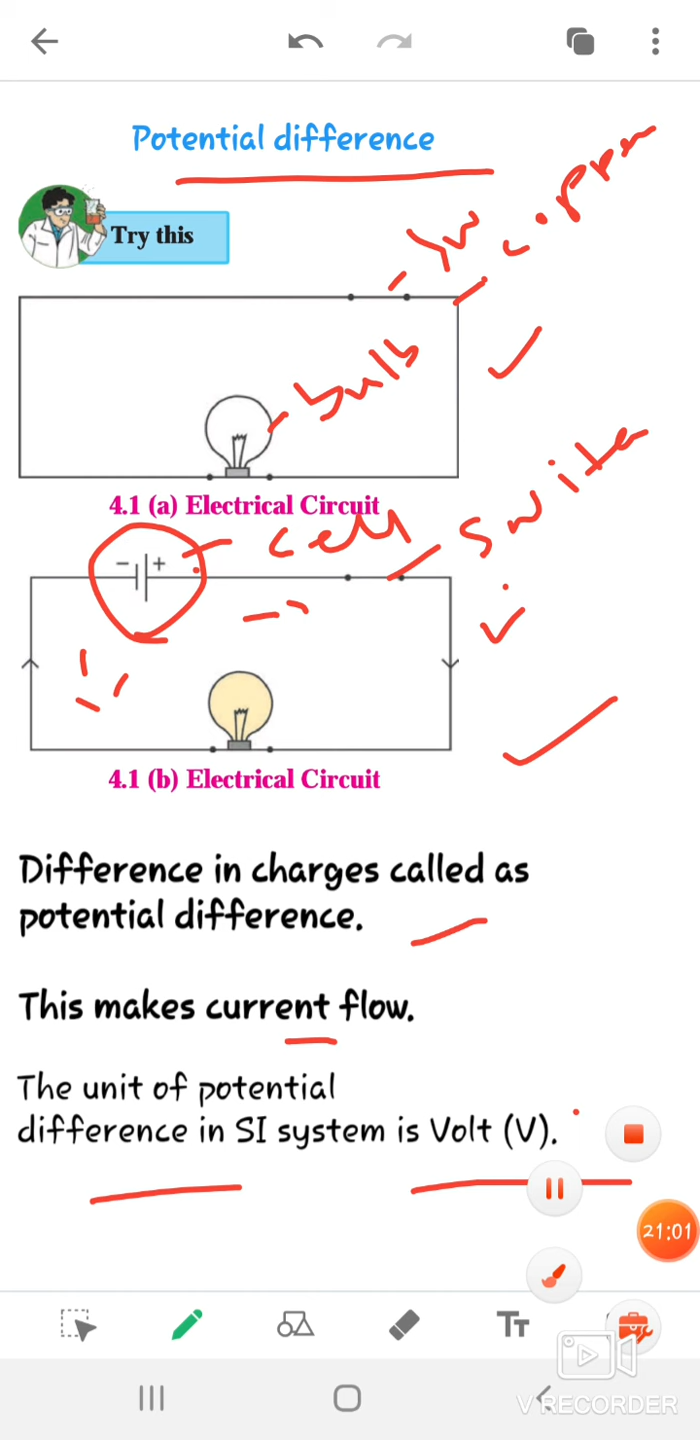 Potential difference
Try this
copper
bulb
4.1 (a) Electrical Circuit
cell
- +
4.1 (b) Electrical Circuit
Difference in charges called as
potential difference.
This makes current flow.
The unit of potential
difference in SI system is Volt (V).
21:01
TT
V RECORDER